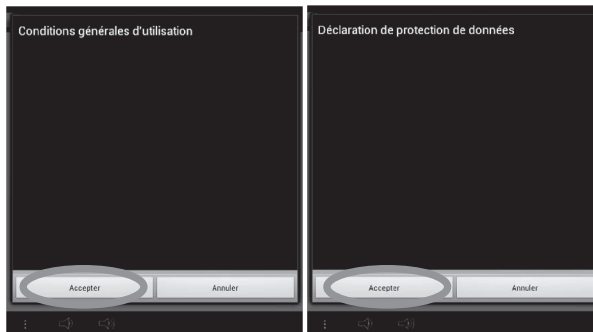 Conditions générales d'utilisation
Accepter
Annuler
Déclaration de protection de données
Accepter
Annuler